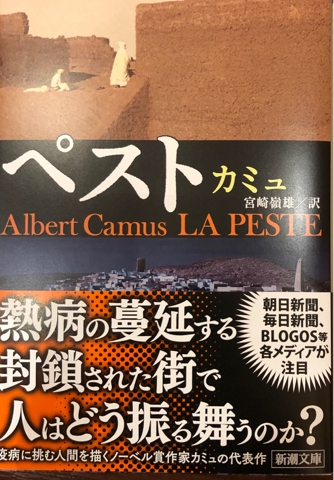 ペスト カミュ
宮崎嶺雄/訳
Albert Camus LA PESTE
熱病の蔓延する
封鎖された街で
人はどう振る舞うのか?
朝日新聞、
毎日新聞、
BLOGOS等
各メディアが
注目
疫病に挑む人間を描くノーベル賞作家カミュの代表作
新潮文庫